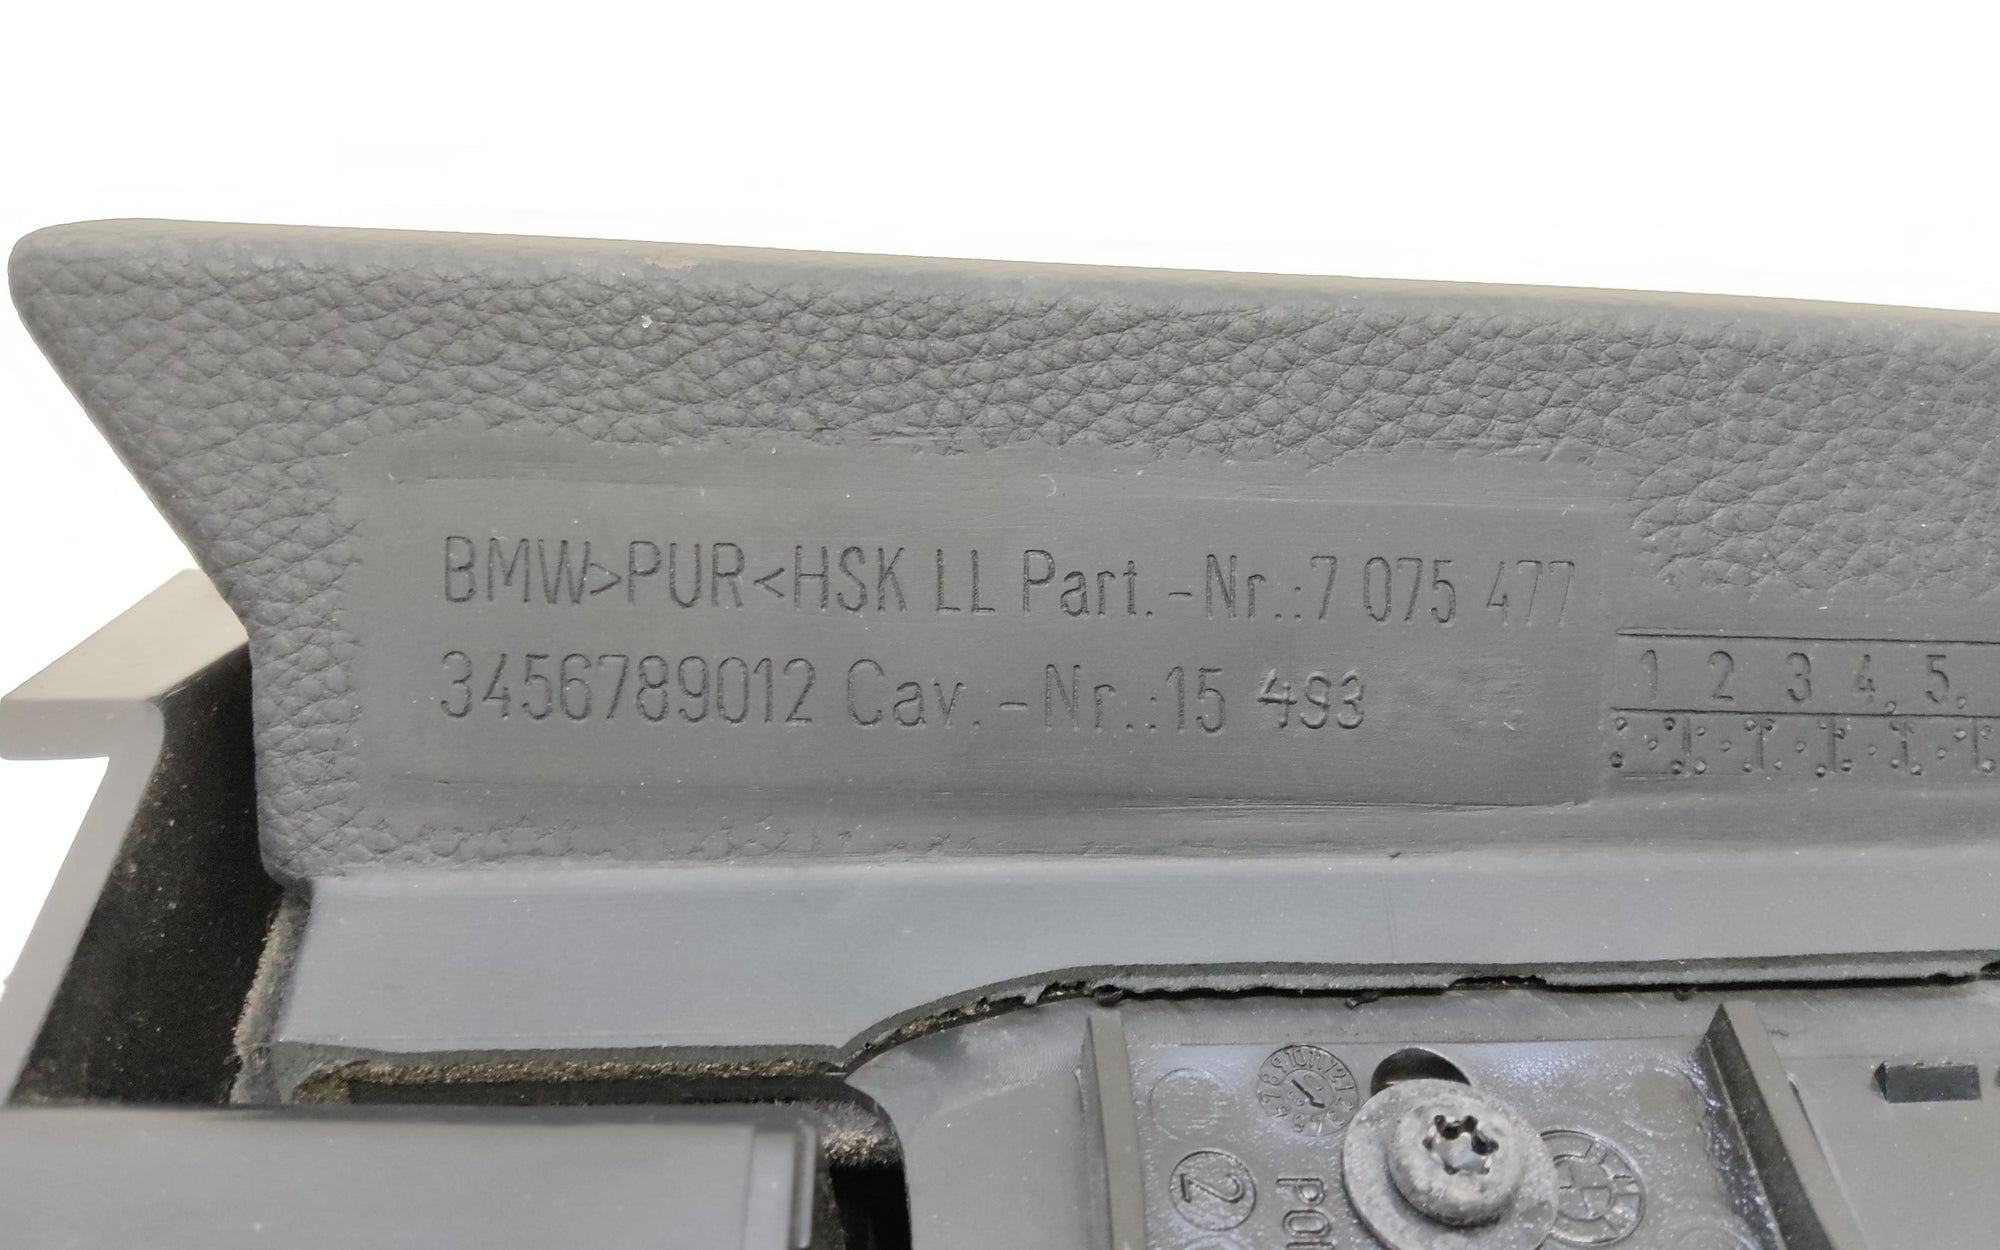 BMW>PUR<HSK LL Part.-Nr.:7 075 477
3456789012 Cav.-Nr.:15 493
1 2 3 4 5
2